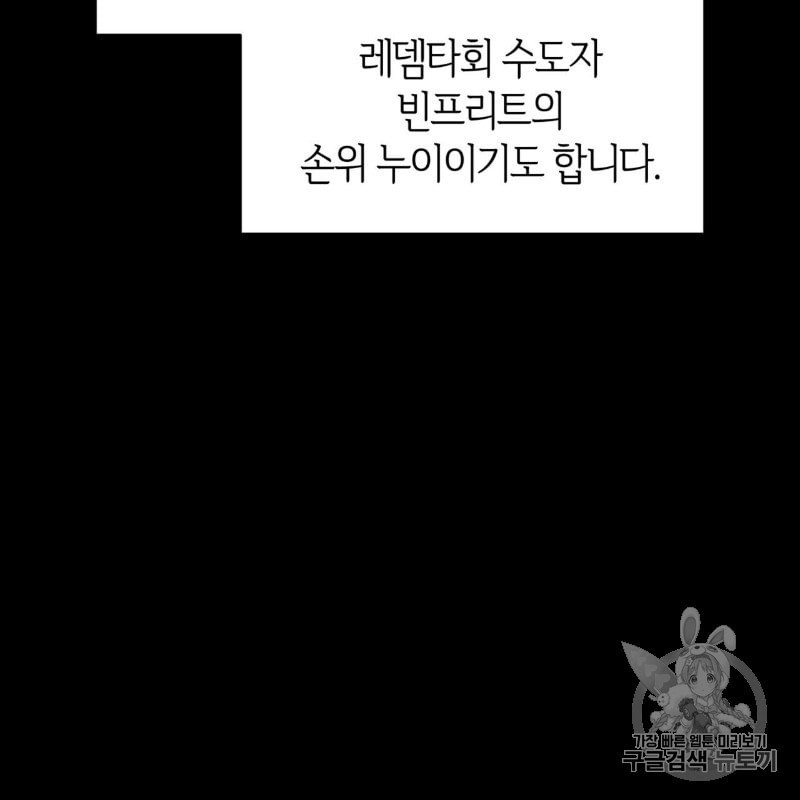 레뎀타회 수도자
빈프리트의
손위 누이이기도 합니다.
가장 빠른 웹툰 미리보기
구글검색 뉴토끼